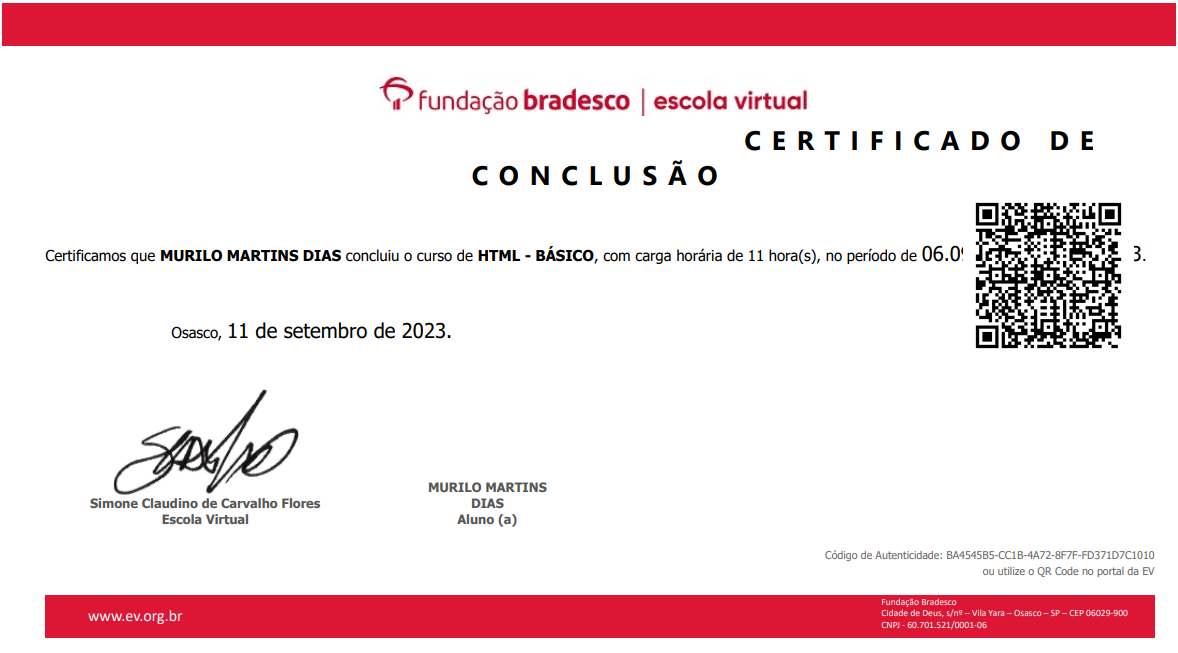 fundação bradesco | escola virtual
CERTIFICADO DE
CONCLUSÃO
Certificamos que MURILO MARTINS DIAS concluiu o curso de HTML - BÁSICO, com carga horária de 11 hora(s), no período de 06.09 3.
Osasco, 11 de setembro de 2023.
Simone Claudino de Carvalho Flores
Escola Virtual
MURILO MARTINS
DIAS
Aluno (a)
Código de Autenticidade: BA4545B5-CC1B-4A72-8F7F-FD371D7C1010
ou utilize o QR Code no portal da EV
www.ev.org.br
Fundação Bradesco
Cidade de Deus, s/nº – Vila Yara – Osasco – SP – CEP 06029-900
CNPJ - 60.701.521/0001-06